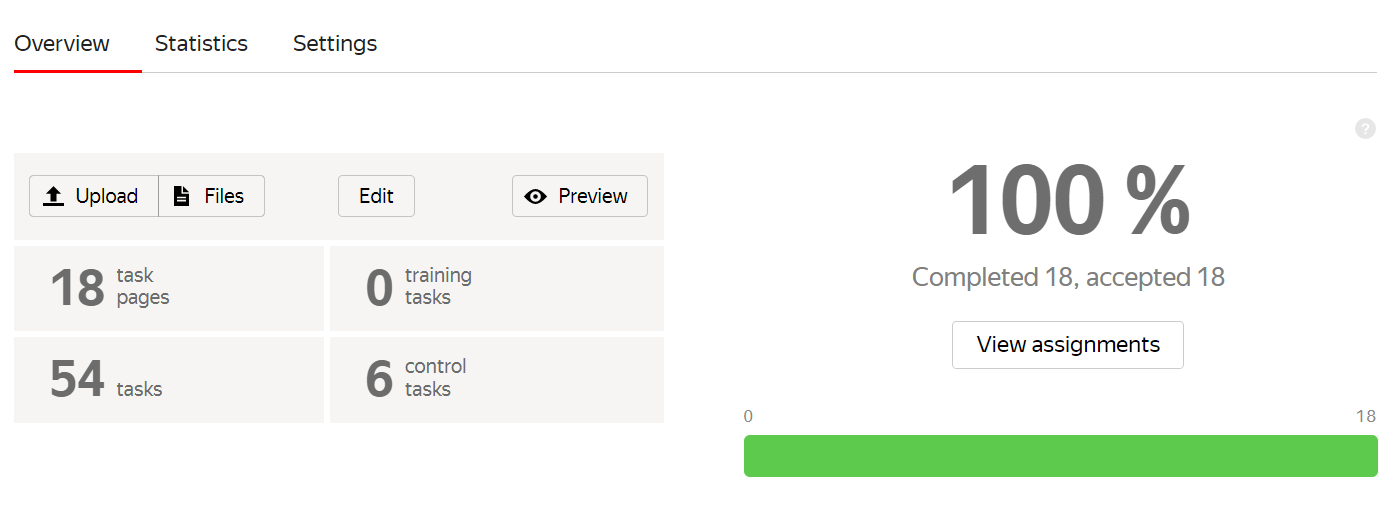 Overview Statistics Settings
?
Upload Files Edit Preview
100 %
18 task pages
0 training tasks
Completed 18, accepted 18
View assignments
54 tasks
6 control tasks
0 18